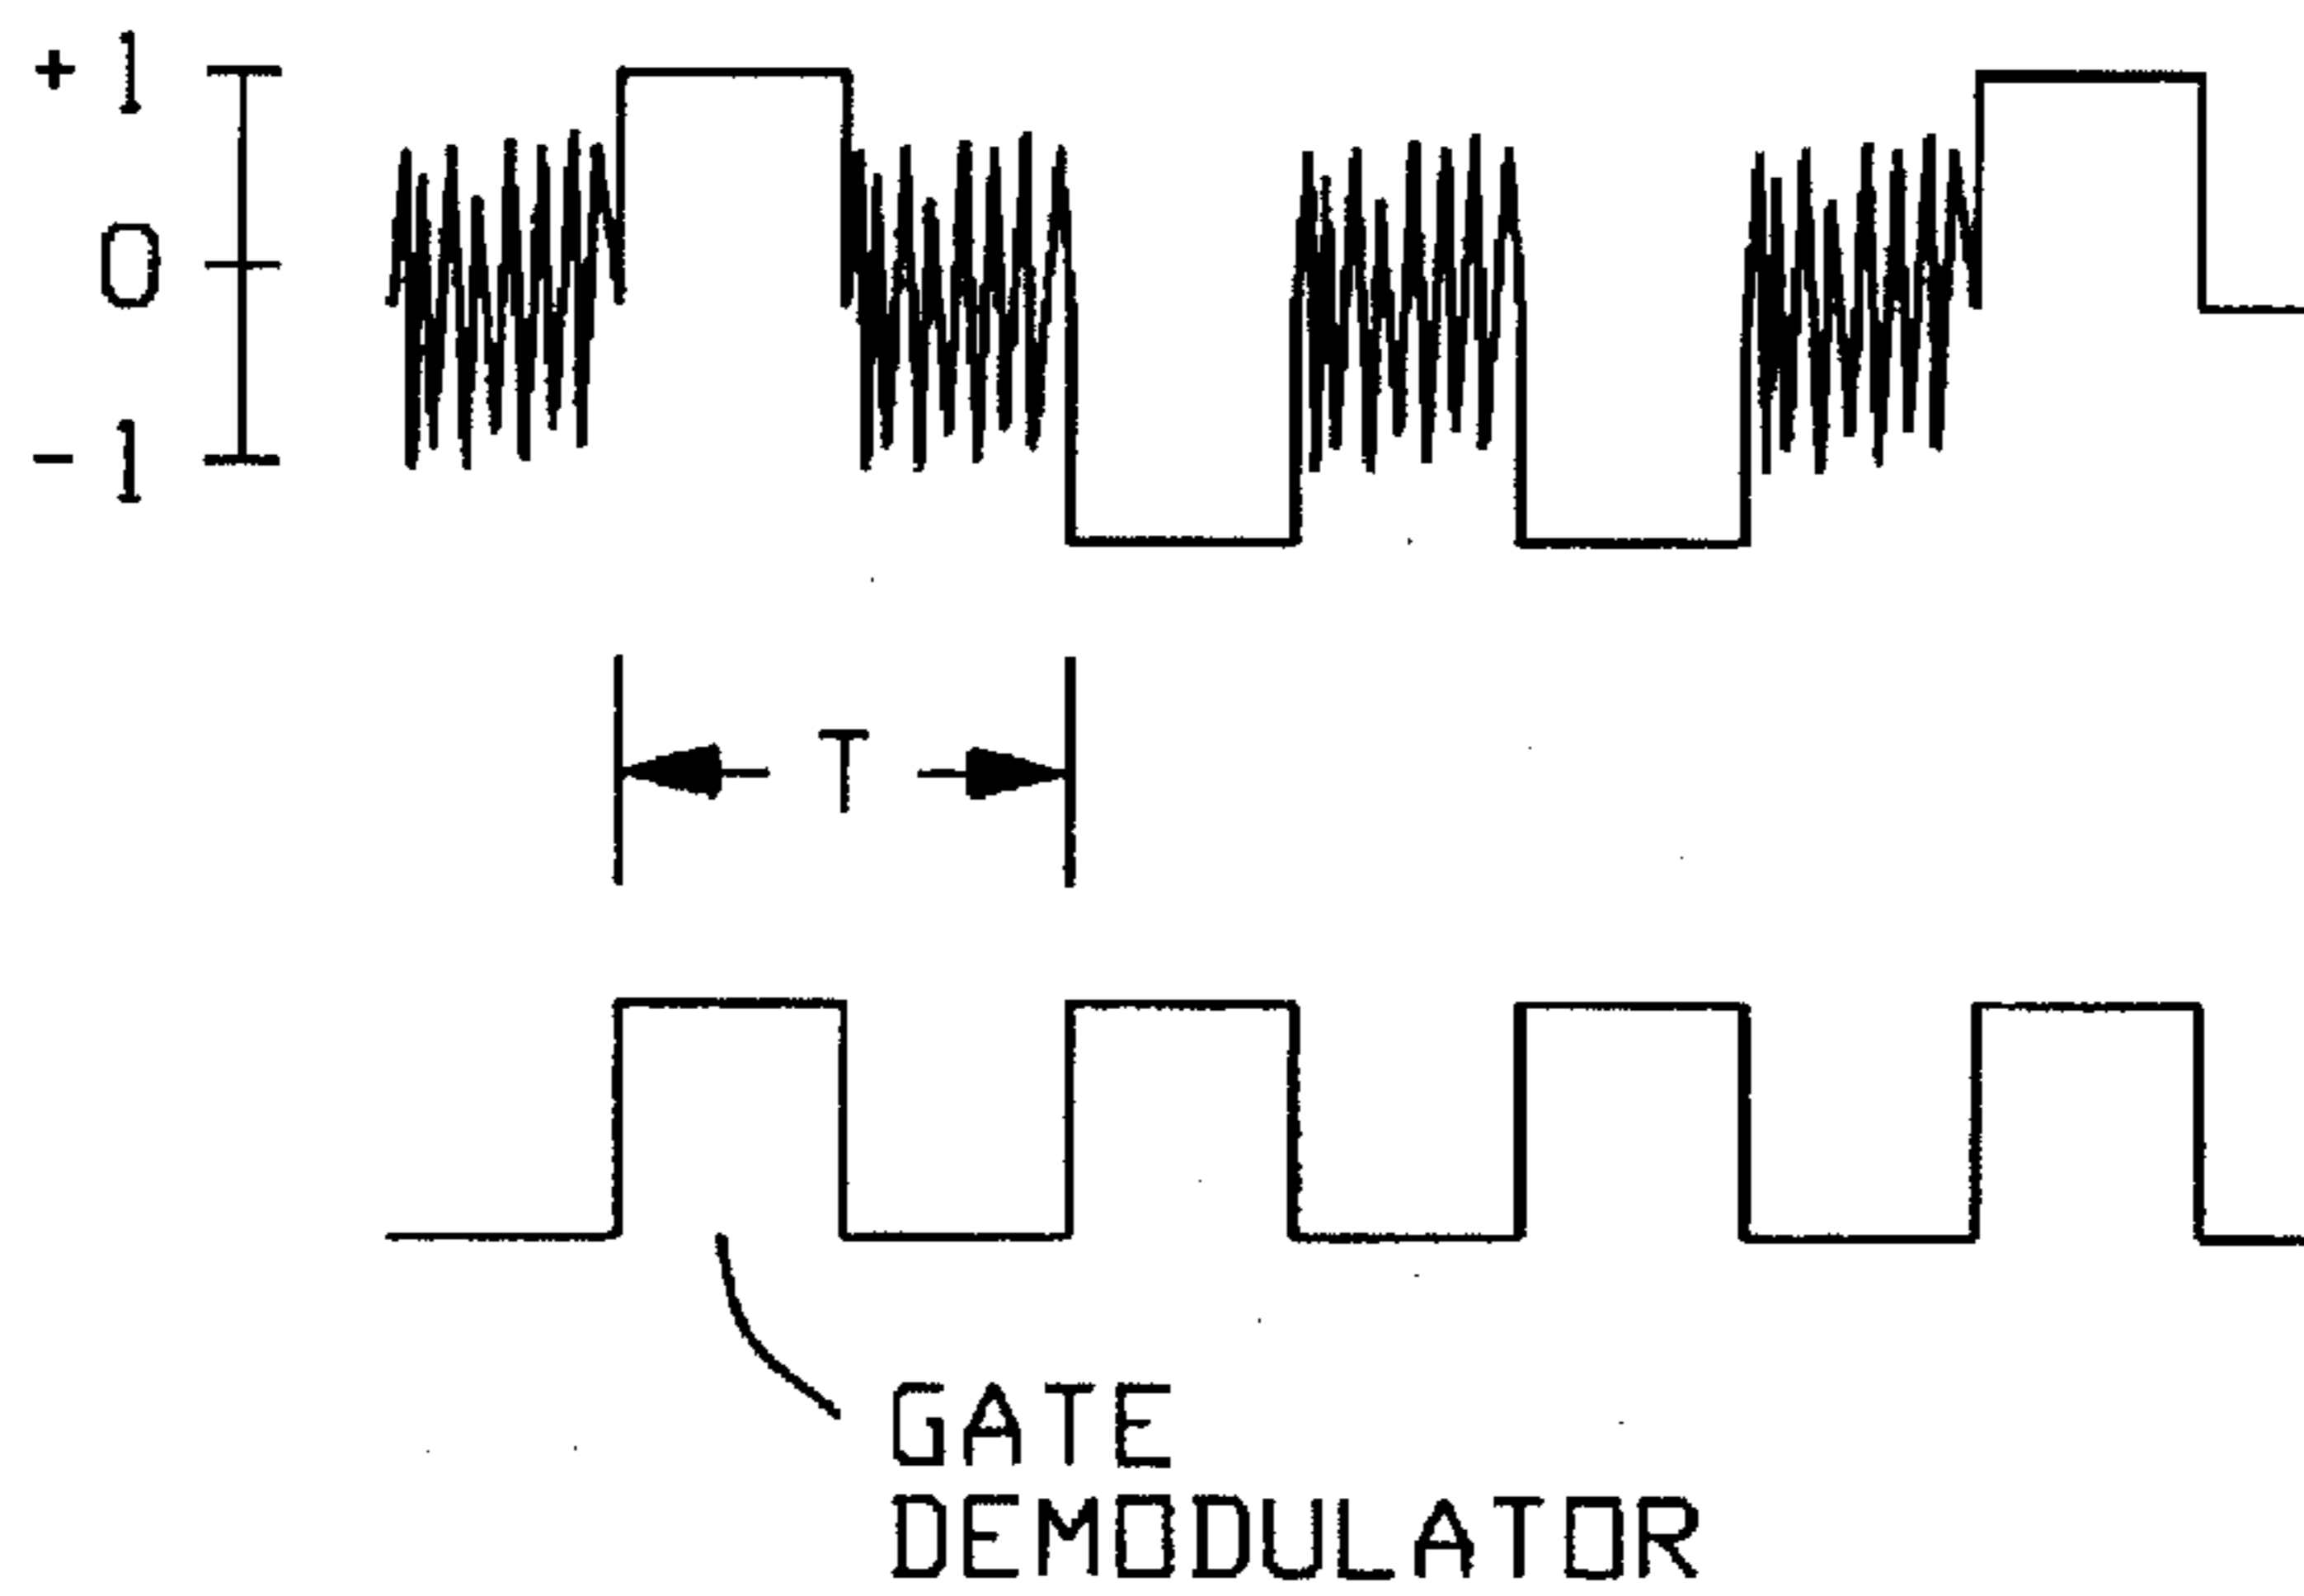 + 1
0
- 1
T
GATE
DEMODULATOR